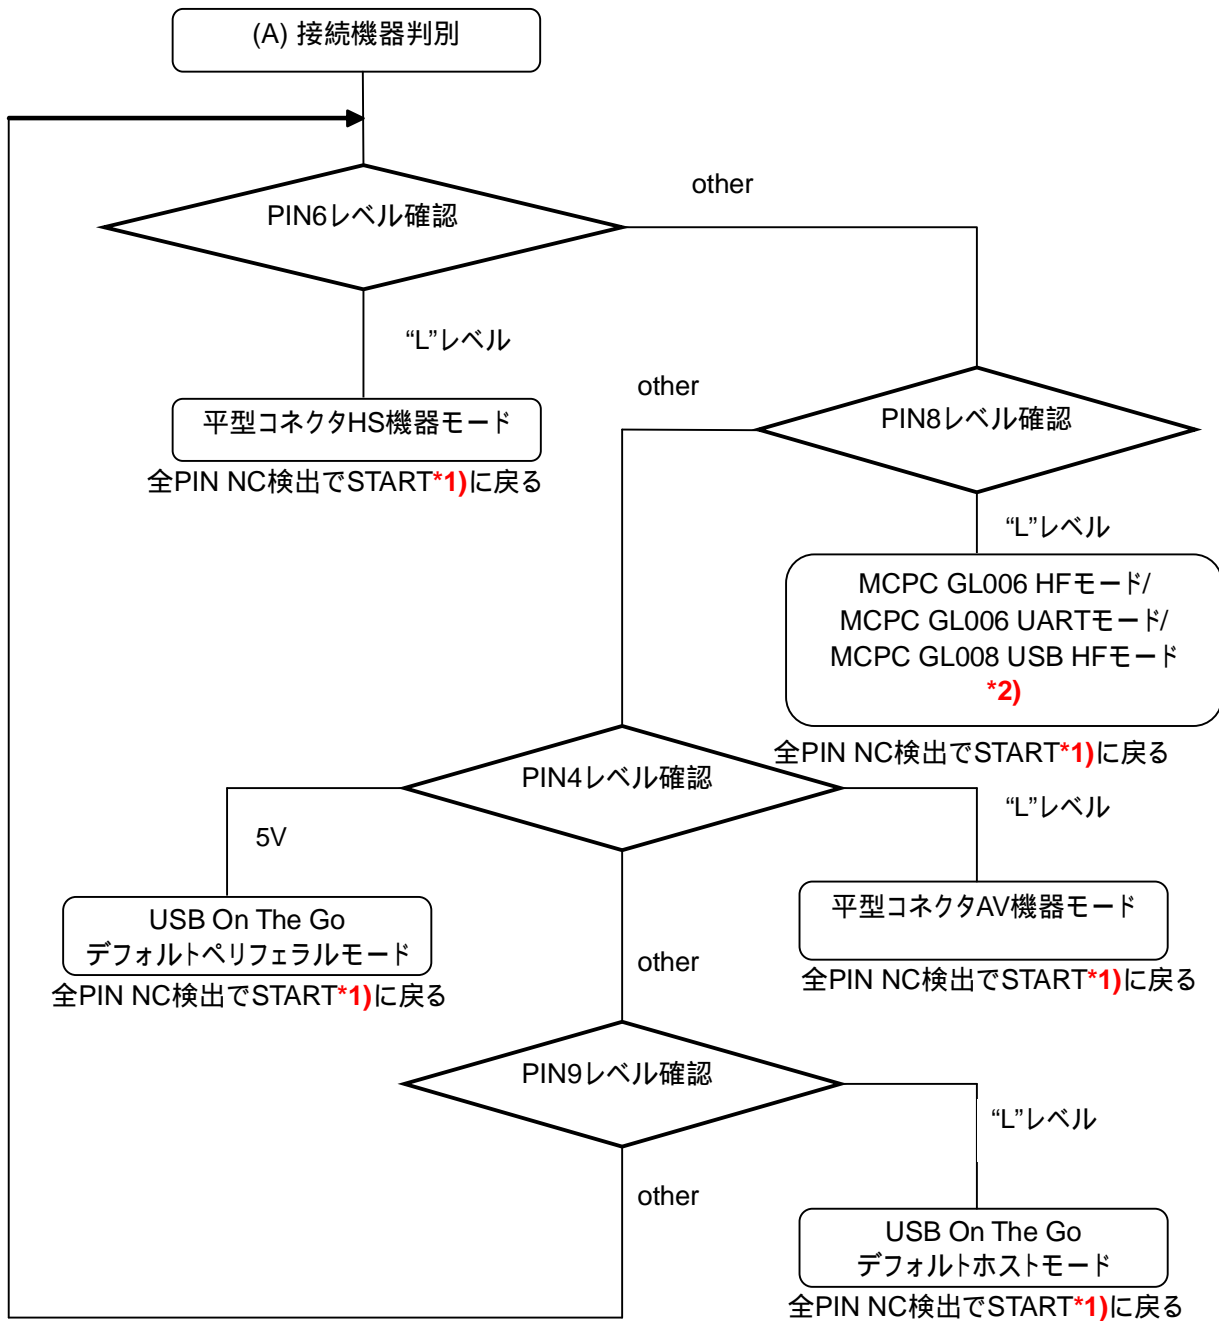 (A) 接続機器判別
other
PIN6レベル確認
“L”レベル
平型コネクタHS機器モード
全PIN NC検出でSTART*1)に戻る
other
PIN8レベル確認
“L”レベル
MCPC GL006 HFモード/
MCPC GL006 UARTモード/
MCPC GL008 USB HFモード
*2)
全PIN NC検出でSTART*1)に戻る
PIN4レベル確認
“L”レベル
5V
USB On The Go
デフォルトペリフェラルモード
全PIN NC検出でSTART*1)に戻る
平型コネクタAV機器モード
全PIN NC検出でSTART*1)に戻る
other
PIN9レベル確認
“L”レベル
other
USB On The Go
デフォルトホストモード
全PIN NC検出でSTART*1)に戻る